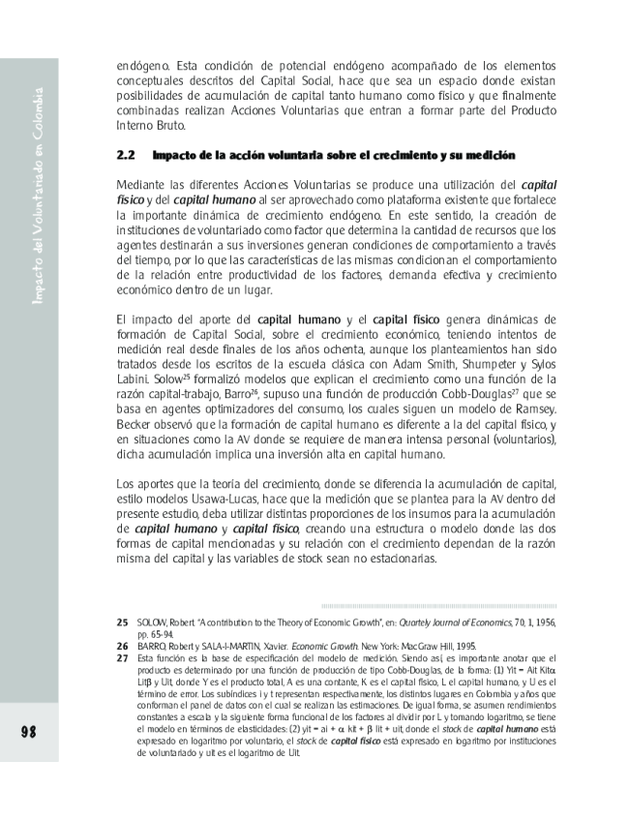 endógeno. Esta condición de potencial endógeno acompañado de los elementos
conceptuales descritos del Capital Social, hace que sea un espacio donde existan
posibilidades de acumulación de capital tanto humano como físico y que finalmente
combinadas realizan Acciones Voluntarias que entran a formar parte del Producto
Interno Bruto.
2.2 Impacto de la acción voluntaria sobre el crecimiento y su medición
Mediante las diferentes Acciones Voluntarias se produce una utilización del capital
físico y del capital humano al ser aprovechado como plataforma existente que fortalece
la importante dinámica de crecimiento endógeno. En este sentido, la creación de
instituciones de voluntariado como factor que determina la cantidad de recursos que los
agentes destinarán a sus inversiones generan condiciones de comportamiento a través
del tiempo, por lo que las características de las mismas condicionan el comportamiento
de la relación entre productividad de los factores, demanda efectiva y crecimiento
económico dentro de un lugar.
El impacto del aporte del capital humano y el capital físico genera dinámicas de
formación de Capital Social, sobre el crecimiento económico, teniendo intentos de
medición real desde finales de los años ochenta, aunque los planteamientos han sido
tratados desde los escritos de la escuela clásica con Adam Smith, Shumpeter y Sylos
Labini. Solow25 formalizó modelos que explican el crecimiento como una función de la
razón capital-trabajo, Barro26, supuso una función de producción Cobb-Douglas27 que se
basa en agentes optimizadores del consumo, los cuales siguen un modelo de Ramsey.
Becker observó que la formación de capital humano es diferente a la del capital físico, y
en situaciones como la AV donde se requiere de manera intensa personal (voluntarios),
dicha acumulación implica una inversión alta en capital humano.
Los aportes que la teoría del crecimiento, donde se diferencia la acumulación de capital,
estilo modelos Usawa-Lucas, hace que la medición que se plantea para la AV dentro del
presente estudio, deba utilizar distintas proporciones de los insumos para la acumulación
de capital humano y capital físico, creando una estructura o modelo donde las dos
formas de capital mencionadas y su relación con el crecimiento dependan de la razón
misma del capital y las variables de stock sean no estacionarias.
25 SOLOW, Robert. "A contribution to the Theory of Economic Growth", en: Quartely Journal of Economics, 70, 1, 1956,
pp. 65-94.
26 BARRO, Robert y SALA-I-MARTIN, Xavier. Economic Growth. New York: MacGraw Hill, 1995.
27 Esta función es la base de especificación del modelo de medición. Siendo así, es importante anotar que el
producto es determinado por una función de producción de tipo Cobb-Douglas, de la forma: (1) Yit = Ait Kitα
Litβ y Uit, donde Y es el producto total, A es una contante, K es el capital físico, L el capital humano, y U es el
término de error. Los subíndices i y t representan respectivamente, los distintos lugares en Colombia y años que
conforman el panel de datos con el cual se realizan las estimaciones. De igual forma, se asumen rendimientos
constantes a escala y la siguiente forma funcional de los factores al dividir por L y tomando logaritmo, se tiene
el modelo en términos de elasticidades: (2) yit = ai + α kit + β lit + uit, donde el stock de capital humano está
expresado en logaritmo por voluntario, el stock de capital físico está expresado en logaritmo por instituciones
de voluntariado y uit es el logaritmo de Uit.
Impacto del Voluntariado en Colombia
98